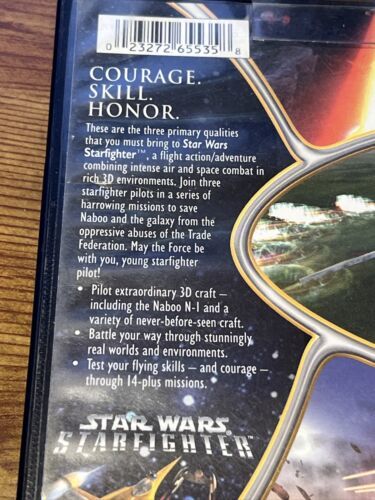 0 23272 65535 8
COURAGE.
SKILL.
HONOR.
These are the three primary qualities
that you must bring to Star Wars
Starfighter™, a flight action/adventure
combining intense air and space combat in
rich 3D environments. Join three
starfighter pilots in a series of
harrowing missions to save
Naboo and the galaxy from the
oppressive abuses of the Trade
Federation. May the Force be
with you, young starfighter
pilot!
• Pilot extraordinary 3D craft —
including the Naboo N-1 and a
variety of never-before-seen craft.
• Battle your way through stunningly
real worlds and environments.
• Test your flying skills — and courage —
through 14-plus missions.
STAR WARS
STARFIGHTER™